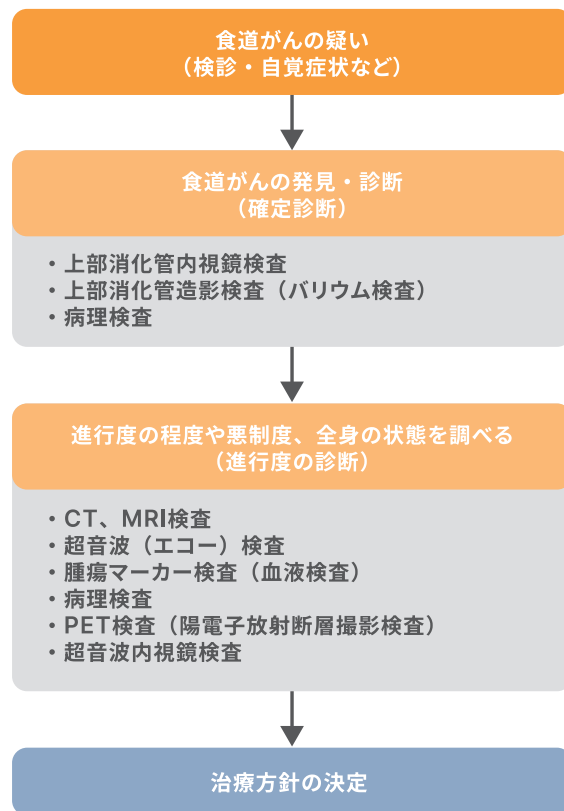 食道がんの疑い
（検診・自覚症状など）
食道がんの発見・診断
（確定診断）
・上部消化管内視鏡検査
・上部消化管造影検査（バリウム検査）
・病理検査
進行度の程度や悪制度、全身の状態を調べる
（進行度の診断）
・CT、MRI検査
・超音波（エコー）検査
・腫瘍マーカー検査（血液検査）
・病理検査
・PET検査（陽電子放射断層撮影検査）
・超音波内視鏡検査
治療方針の決定